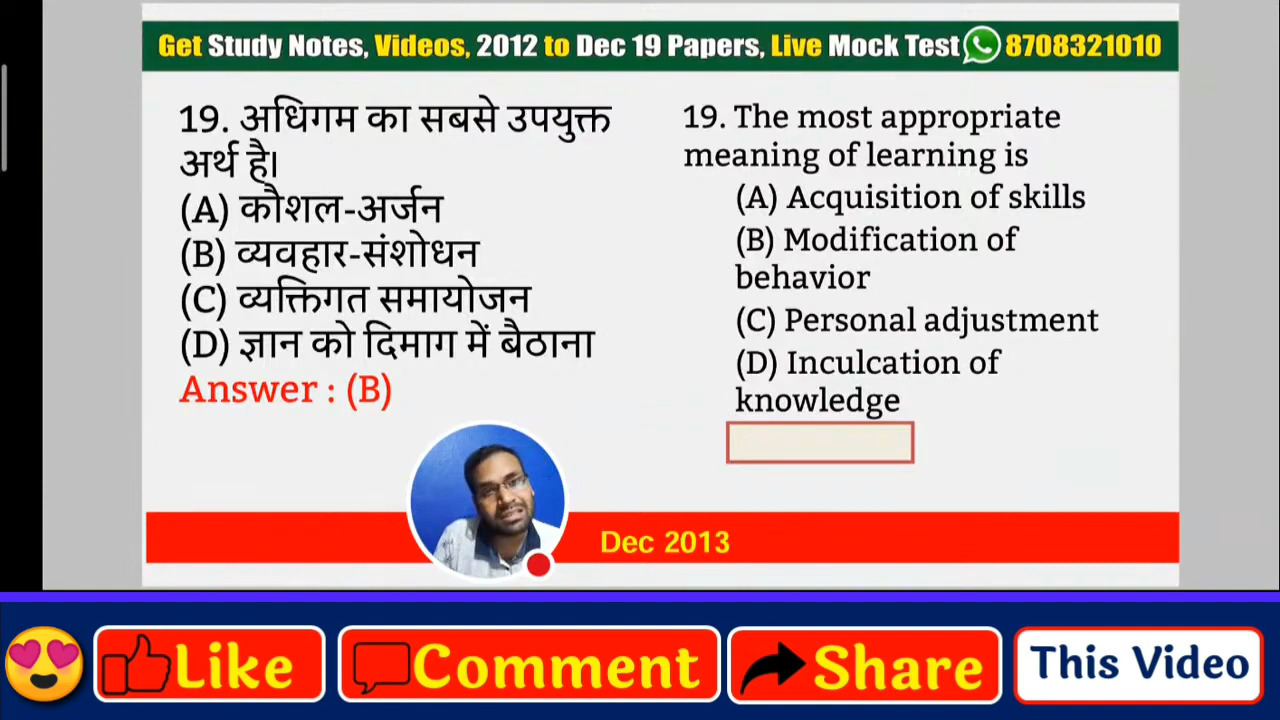 Get Study Notes, Videos, 2012 to Dec 19 Papers, Live Mock Test 8708321010
19. अधिगम का सबसे उपयुक्त
अर्थ है।
(A) कौशल-अर्जन
(B) व्यवहार-संशोधन
(C) व्यक्तिगत समायोजन
(D) ज्ञान को दिमाग में बैठाना
Answer : (B)
19. The most appropriate
meaning of learning is
(A) Acquisition of skills
(B) Modification of
behavior
(C) Personal adjustment
(D) Inculcation of
knowledge
Dec 2013
Like
Comment
Share
This Video